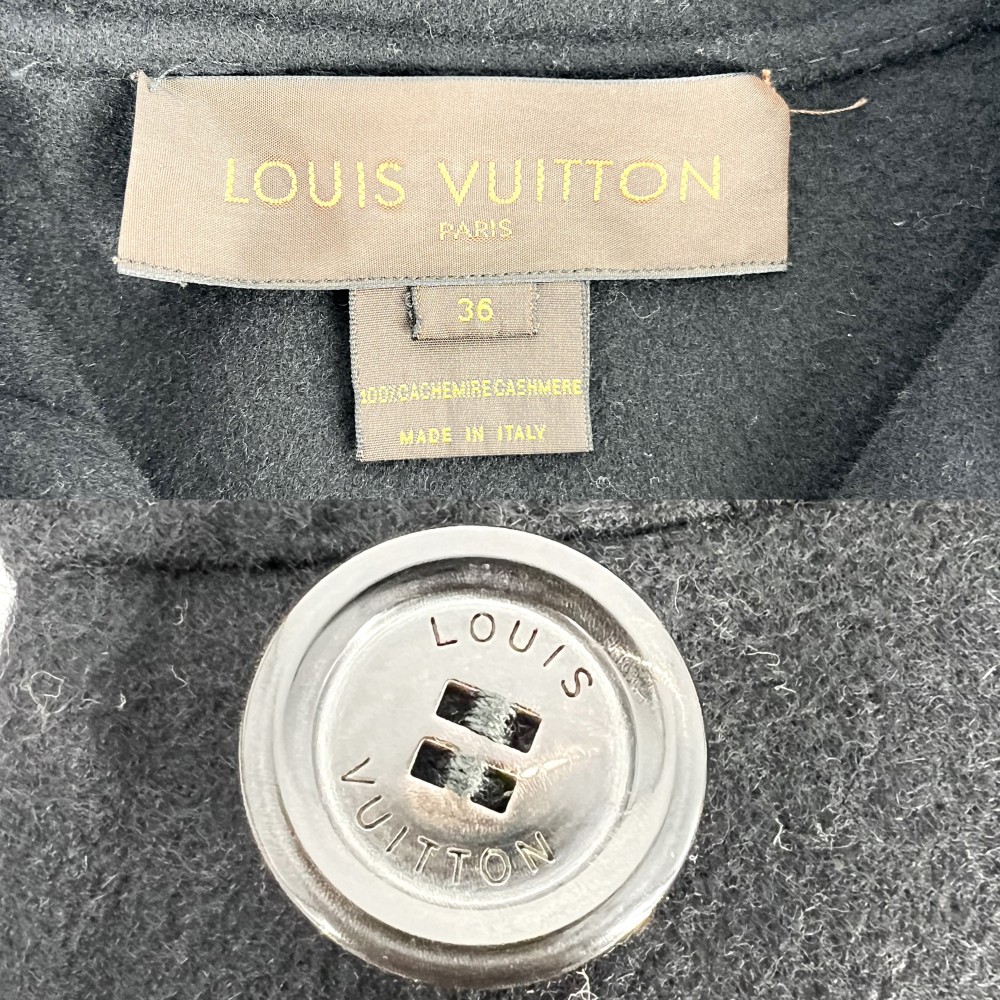 LOUIS VUITTON
PARIS
36
100%CACHEMIRECASHMERE
MADE IN ITALY
LOUIS
VUITTON